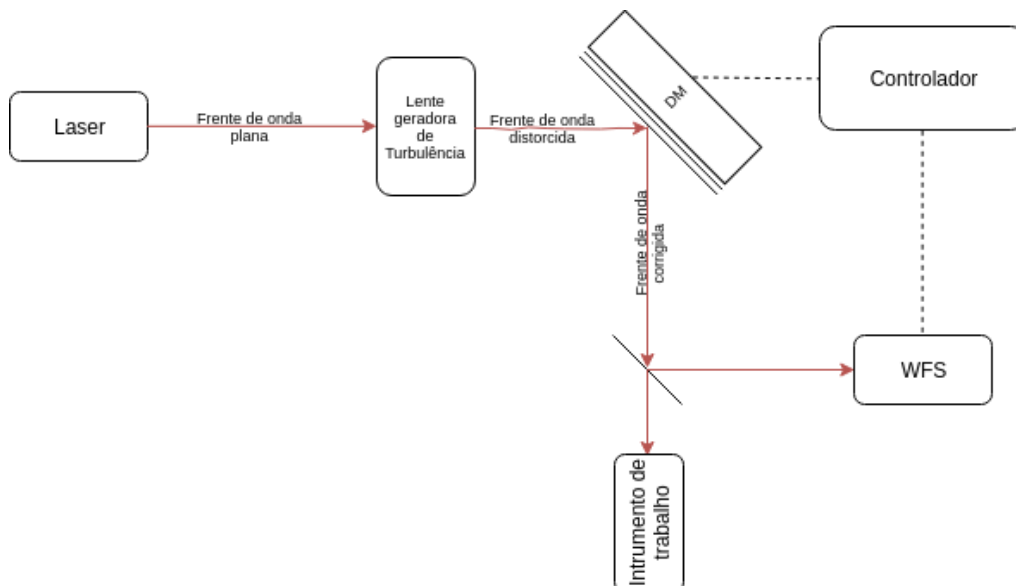 Laser
Frente de onda
plana
Lente
geradora
de
Turbulência
Frente de onda
distorcida
DM
Controlador
Frente de onda
corrigida
WFS
Intrumento de
trabalho